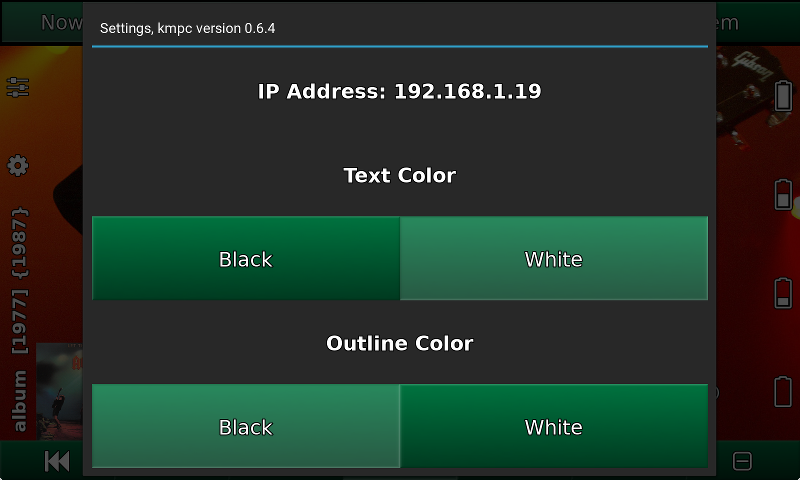 Now
Settings, kmpc version 0.6.4
em
IP Address: 192.168.1.19
Gibson
Text Color
Black
White
album [1977] {1987}
Outline Color
Black
White